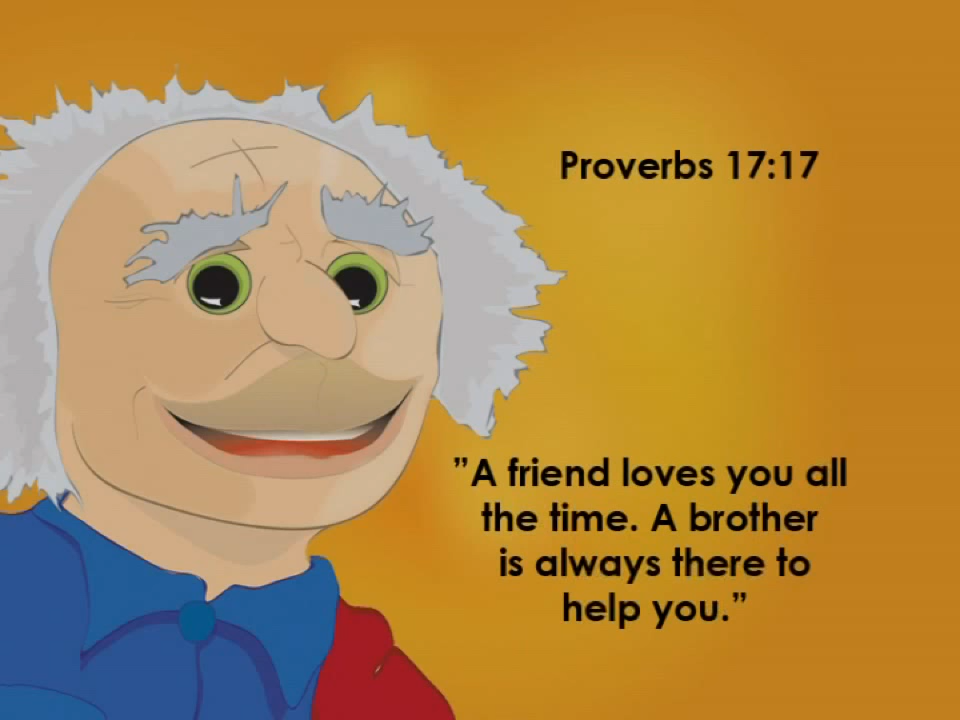 Proverbs 17:17
”A friend loves you all
the time. A brother
is always there to
help you.”